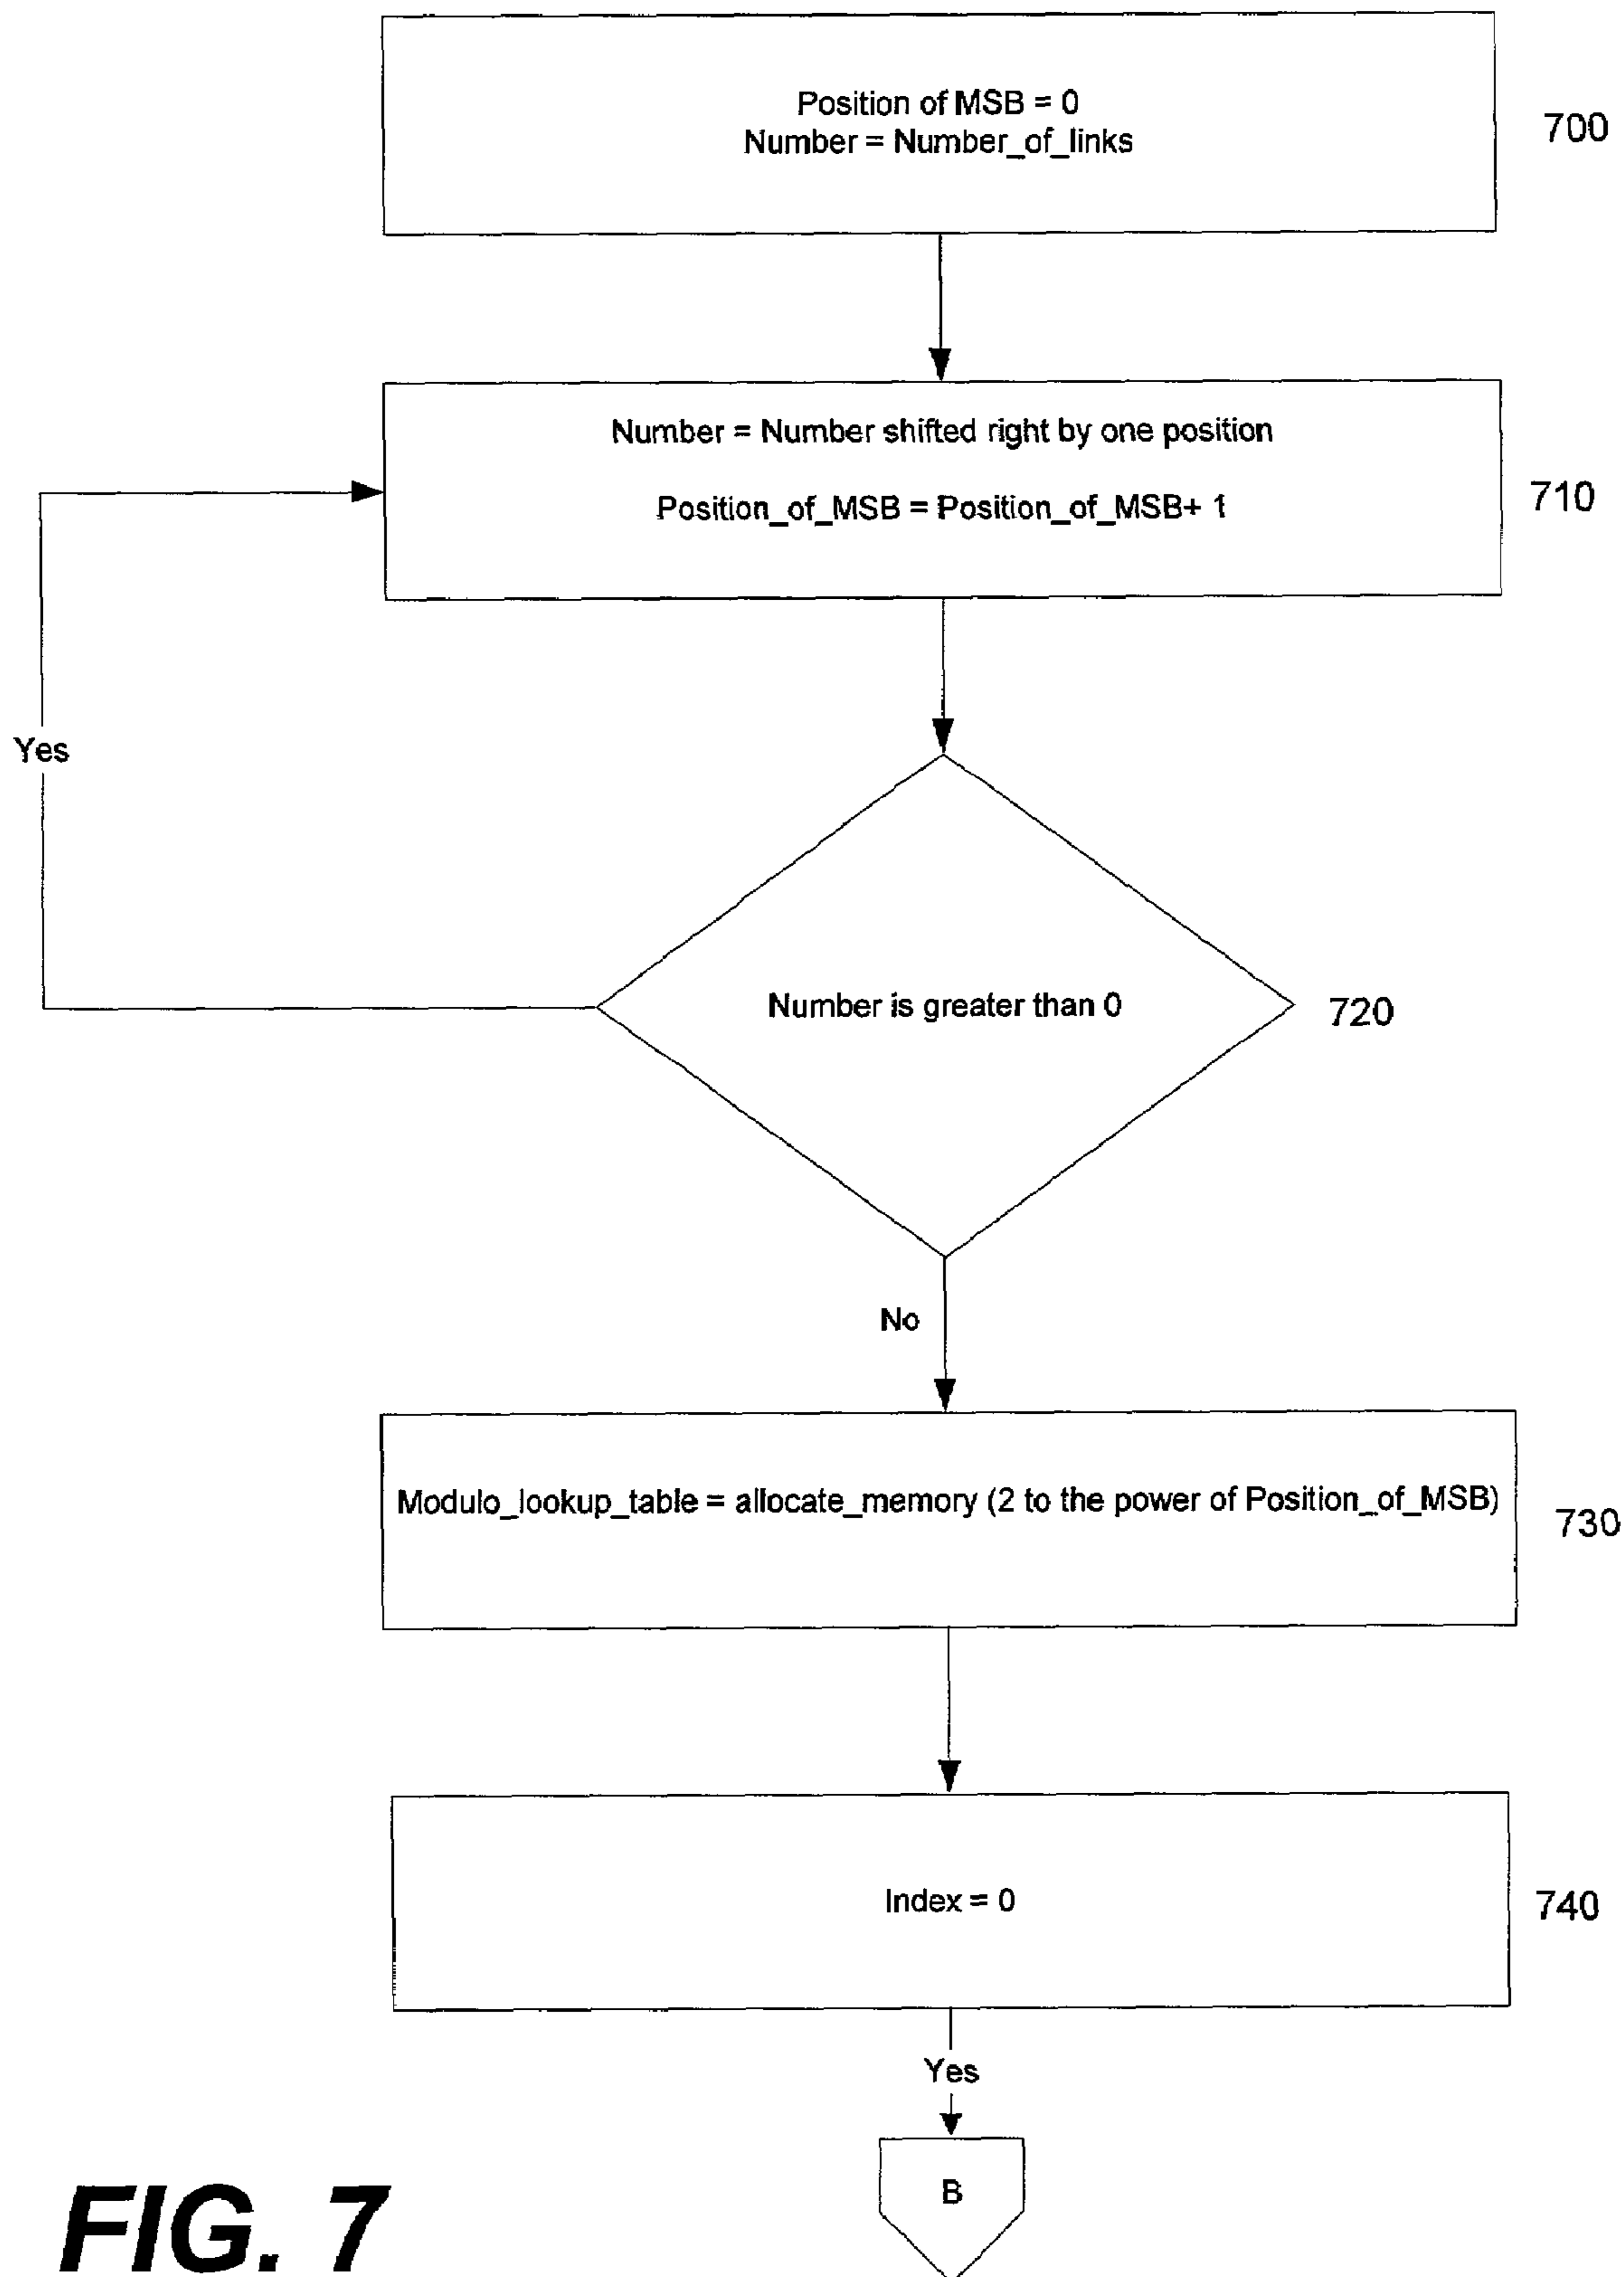 Position of MSB = 0
Number = Number_of_links
700
Number = Number shifted right by one position
Position_of_MSB = Position_of_MSB+ 1
710
Yes
Number is greater than 0
720
No
Modulo_lookup_table = allocate_memory (2 to the power of Position_of_MSB)
730
Index = 0
740
Yes
B
FIG. 7